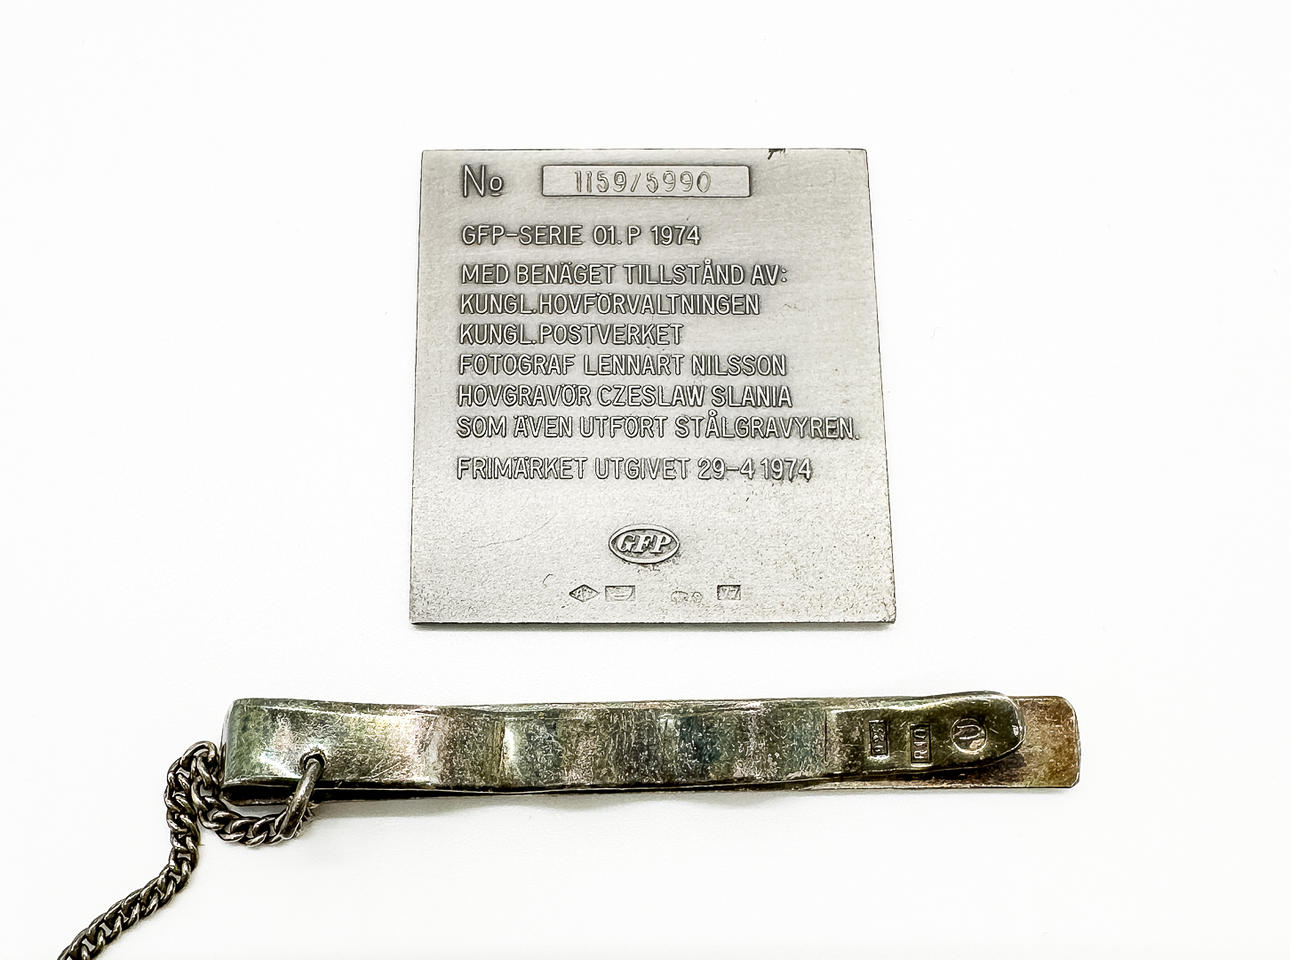 No 1159/5990
GFP-SERIE 01. P 1974
MED BENÄGET TILLSTÅND AV:
KUNGL. HOVFÖRVALTNINGEN
KUNGL. POSTVERKET
FOTOGRAF LENNART NILSSON
HOVGRAVÖR CZESLAW SLANIA
SOM ÄVEN UTFÖRT STÅLGRAVYREN.
FRIMÄRKET UTGIVET 29-4 1974
GFP